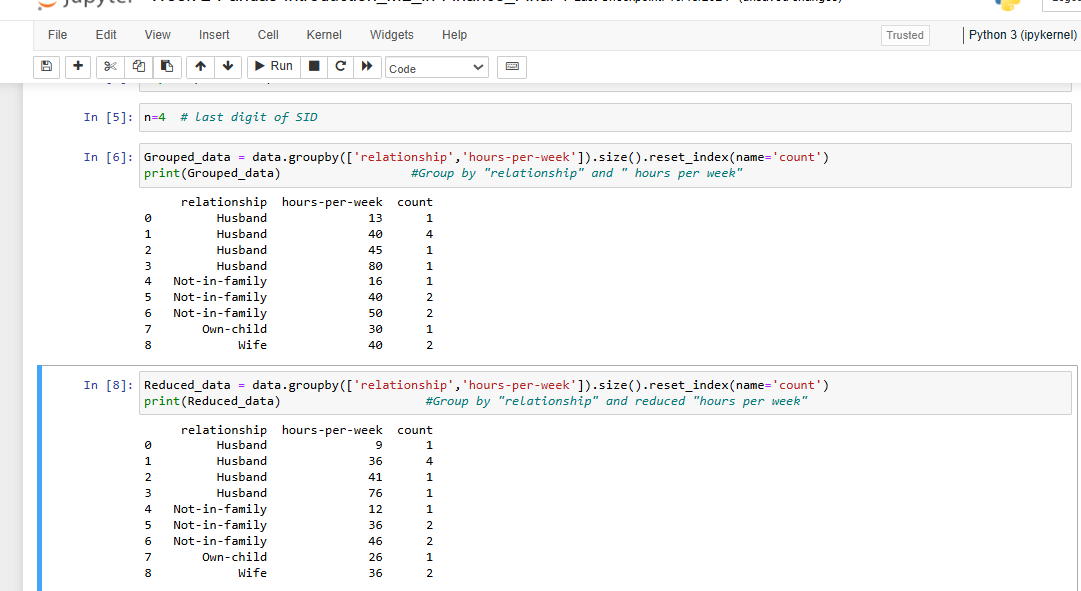 File Edit View Insert Cell Kernel Widgets Help Trusted Python 3 (ipykernel)
Run Code
In [5]: n=4 # last digit of SID
In [6]: Grouped_data = data.groupby(['relationship','hours-per-week']).size().reset_index(name='count')
print(Grouped_data) #Group by "relationship" and " hours per week"
relationship hours-per-week count
0 Husband 13 1
1 Husband 40 4
2 Husband 45 1
3 Husband 80 1
4 Not-in-family 16 1
5 Not-in-family 40 2
6 Not-in-family 50 2
7 Own-child 30 1
8 Wife 40 2
In [8]: Reduced_data = data.groupby(['relationship','hours-per-week']).size().reset_index(name='count')
print(Reduced_data) #Group by "relationship" and reduced "hours per week"
relationship hours-per-week count
0 Husband 9 1
1 Husband 36 4
2 Husband 41 1
3 Husband 76 1
4 Not-in-family 12 1
5 Not-in-family 36 2
6 Not-in-family 46 2
7 Own-child 26 1
8 Wife 36 2